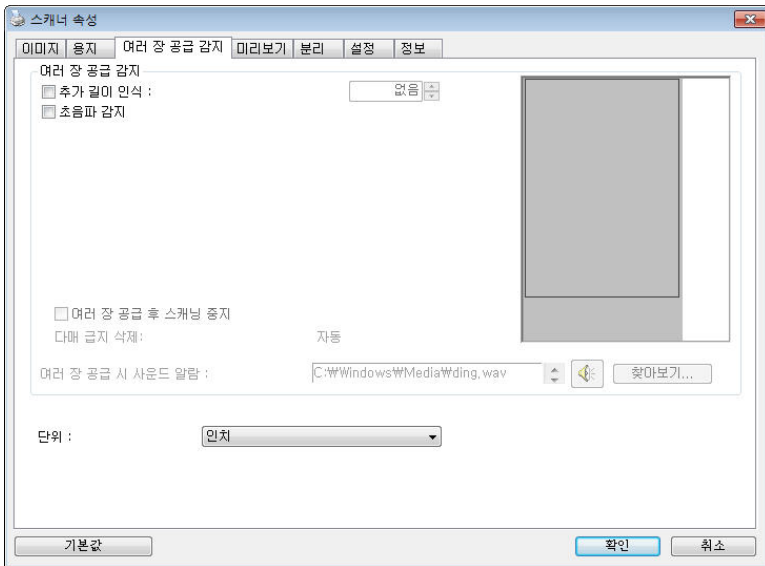 스캐너 속성
이미지 용지 여러 장 공급 감지 미리보기 분리 설정 정보
여러 장 공급 감지
추가 길이 인식 : 없음
초음파 감지
여러 장 공급 후 스캐닝 중지
다매 급지 삭제: 자동
여러 장 공급 시 사운드 알람 : C:₩Windows₩Media₩ding.wav 찾아보기...
단위 : 인치
기본값 확인 취소